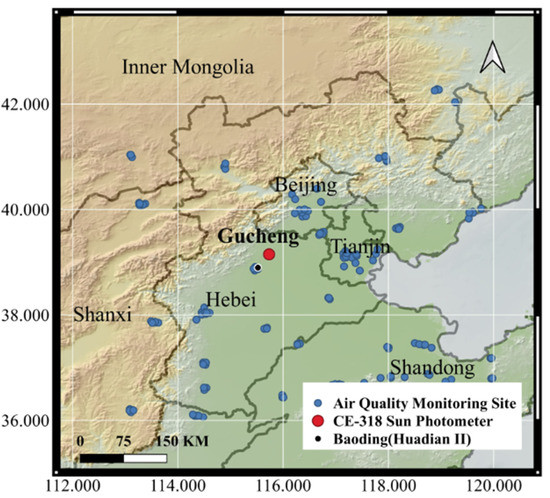 Inner Mongolia
42.000
Beijing
40.000
Gucheng
Tianjin
Hebei
Shanxi
38.000
Shandong
Air Quality Monitoring Site
CE-318 Sun Photometer
Baoding(Huadian II)
36.000
0 75 150 KM
112.000 114.000 116.000 118.000 120.000